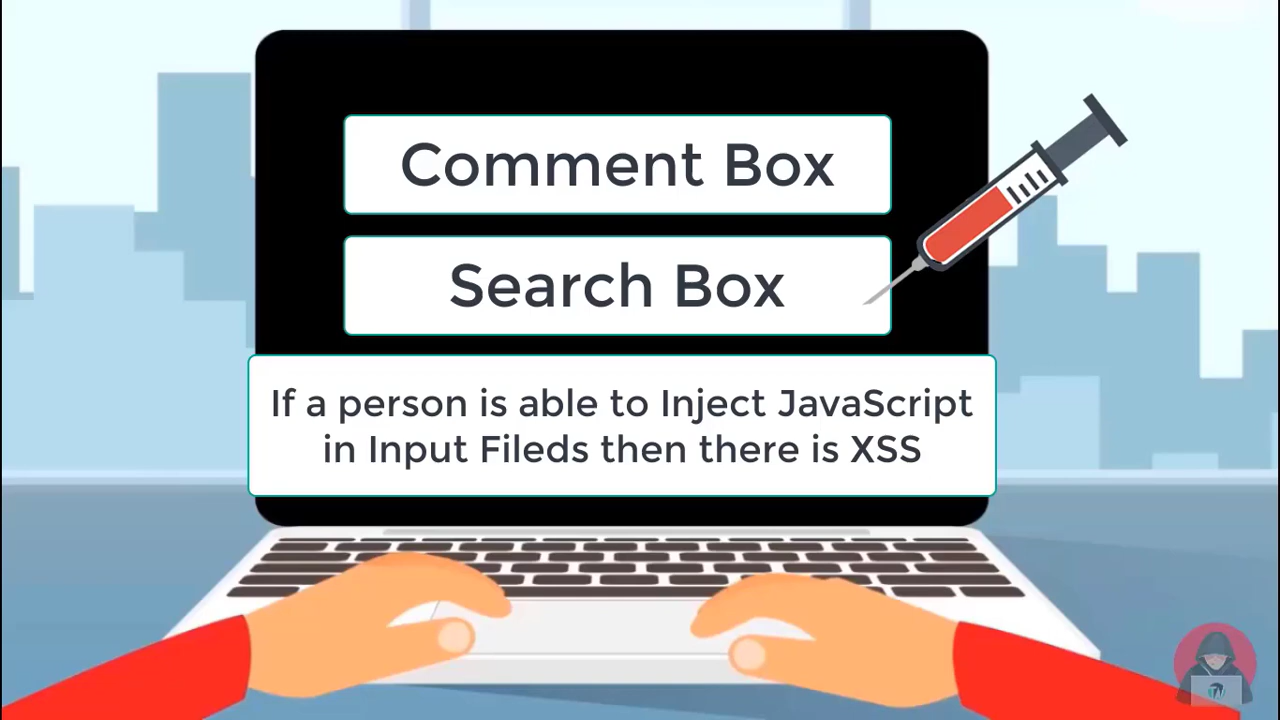 Comment Box
Search Box
If a person is able to Inject JavaScript
in Input Fileds then there is XSS